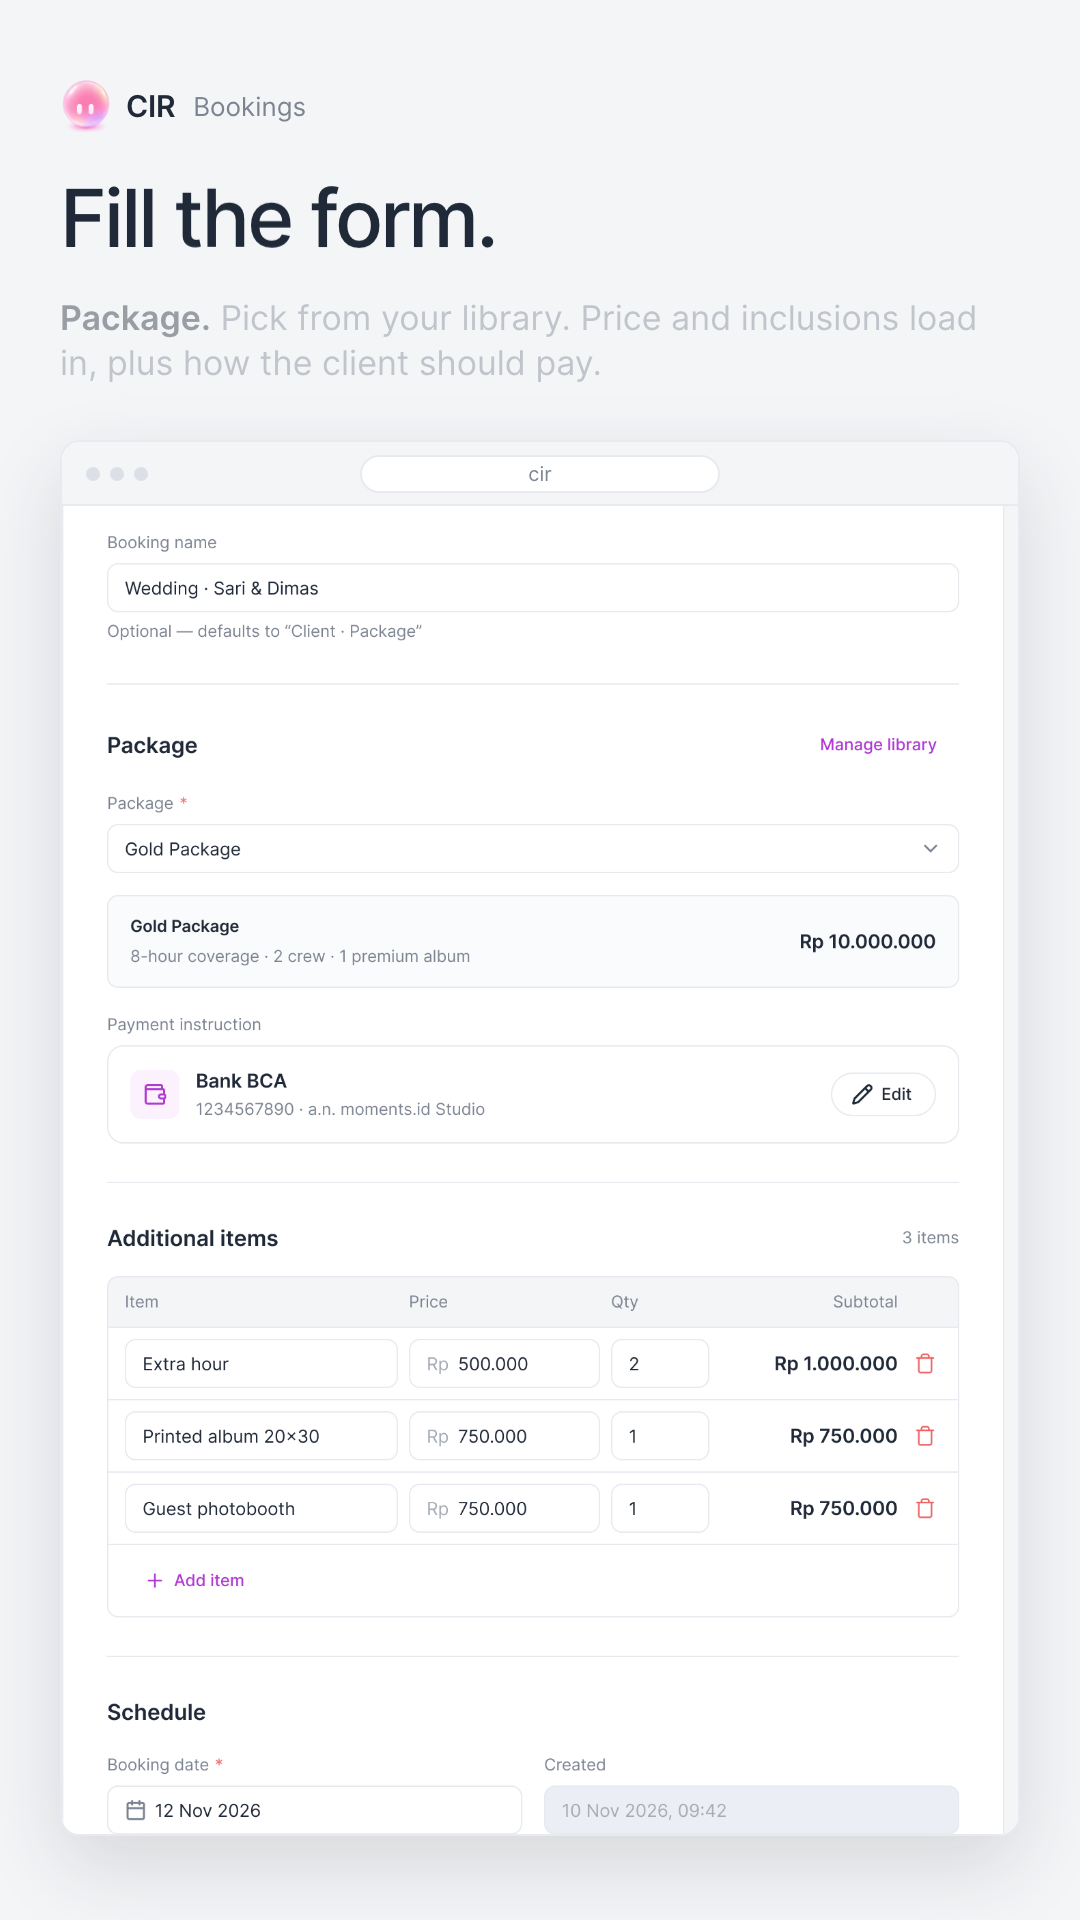 CIR Bookings
Fill the form.
Package. Pick from your library. Price and inclusions load
in, plus how the client should pay.
cir
Booking name
Wedding · Sari & Dimas
Optional — defaults to “Client · Package”
Package
Manage library
Package *
Gold Package
Gold Package
8-hour coverage · 2 crew · 1 premium album
Rp 10.000.000
Payment instruction
Bank BCA
1234567890 · a.n. moments.id Studio
Edit
Additional items
3 items
Item Price Qty Subtotal
Extra hour Rp 500.000 2 Rp 1.000.000
Printed album 20×30 Rp 750.000 1 Rp 750.000
Guest photobooth Rp 750.000 1 Rp 750.000
Add item
Schedule
Booking date * Created
12 Nov 2026 10 Nov 2026, 09:42